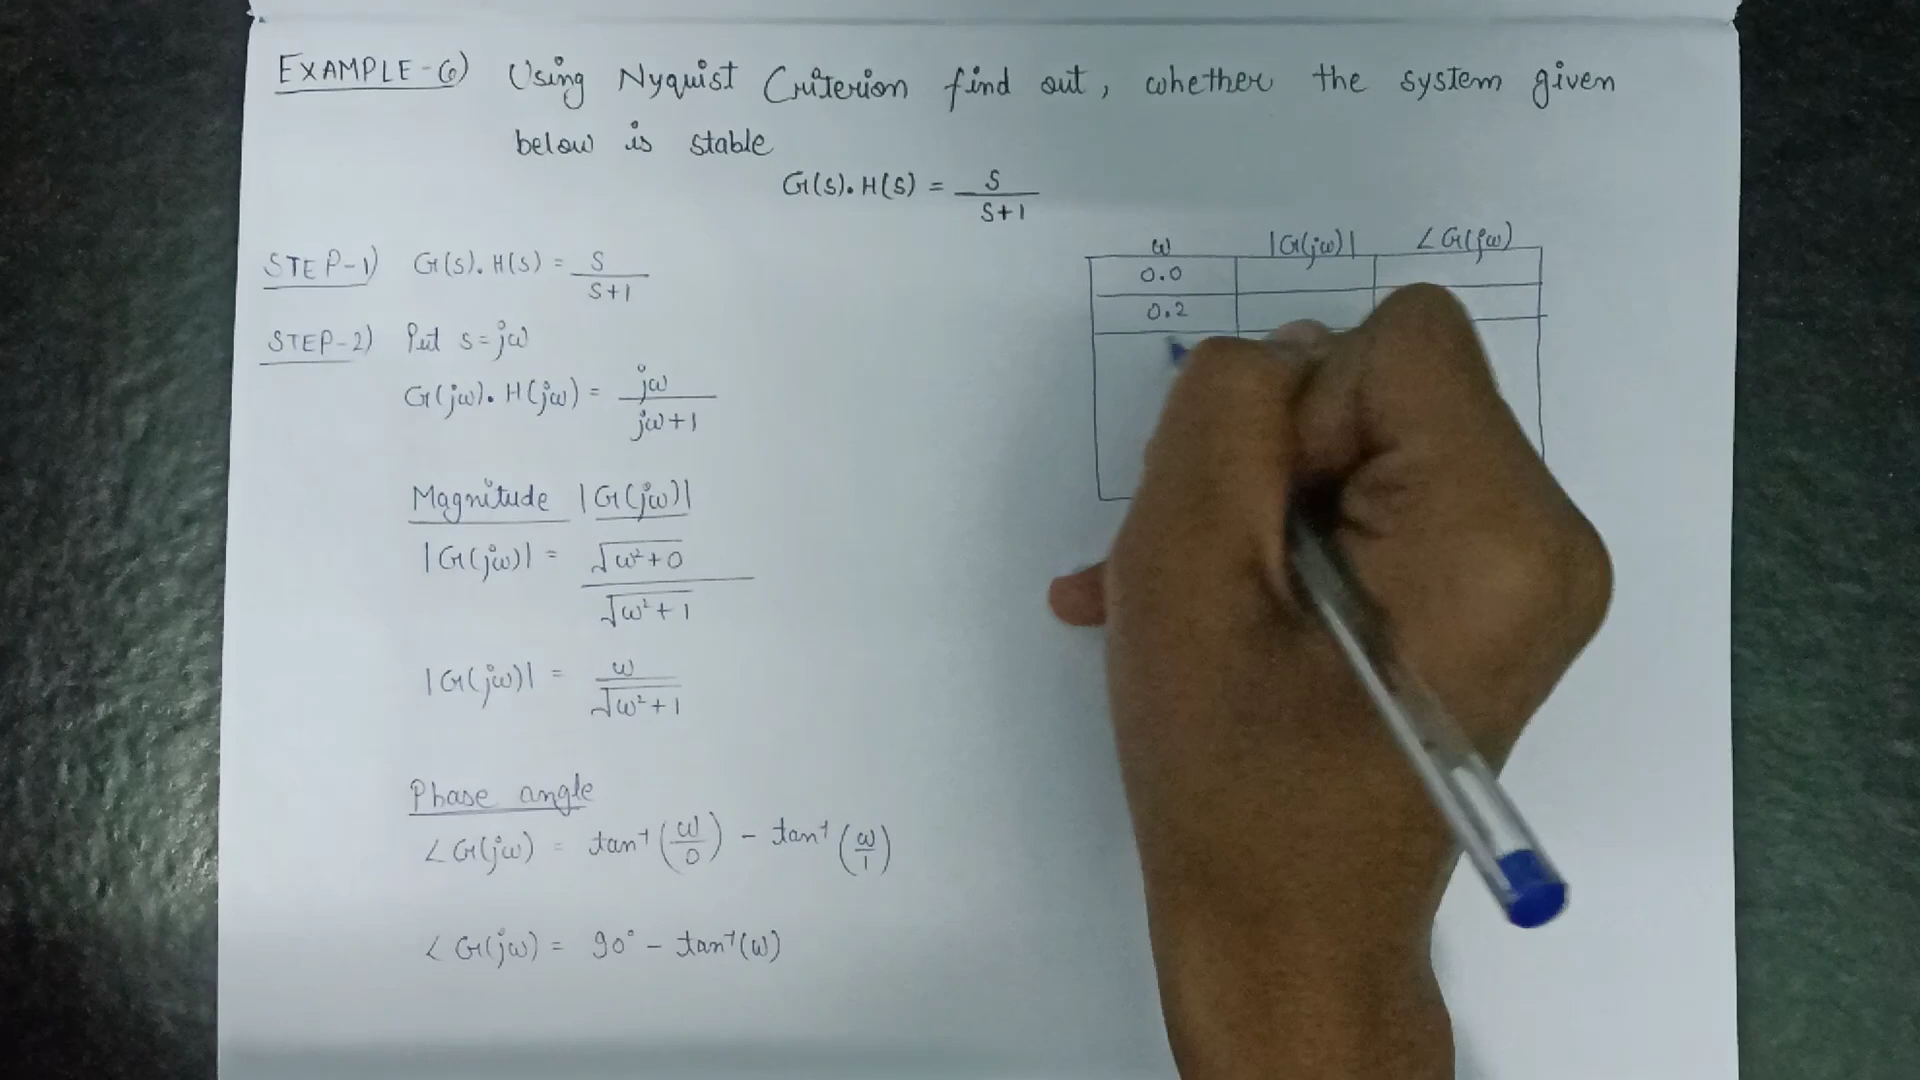 EXAMPLE-6) Using Nyquist Criterion find out, whether the system given
below is stable
G(s).H(s) = s / s+1
STEP-1) G(s).H(s) = s / s+1
STEP-2) Put s=jω
G(jω).H(jω) = jω / jω+1
Magnitude |G(jω)|
|G(jω)| = √ω²+0 / √ω²+1
|G(jω)| = ω / √ω²+1
Phase angle
∠G(jω) = tan⁻¹(ω/0) - tan⁻¹(ω/1)
∠G(jω) = 90° - tan⁻¹(ω)
ω |G(jω)| ∠G(jω)
0.0
0.2